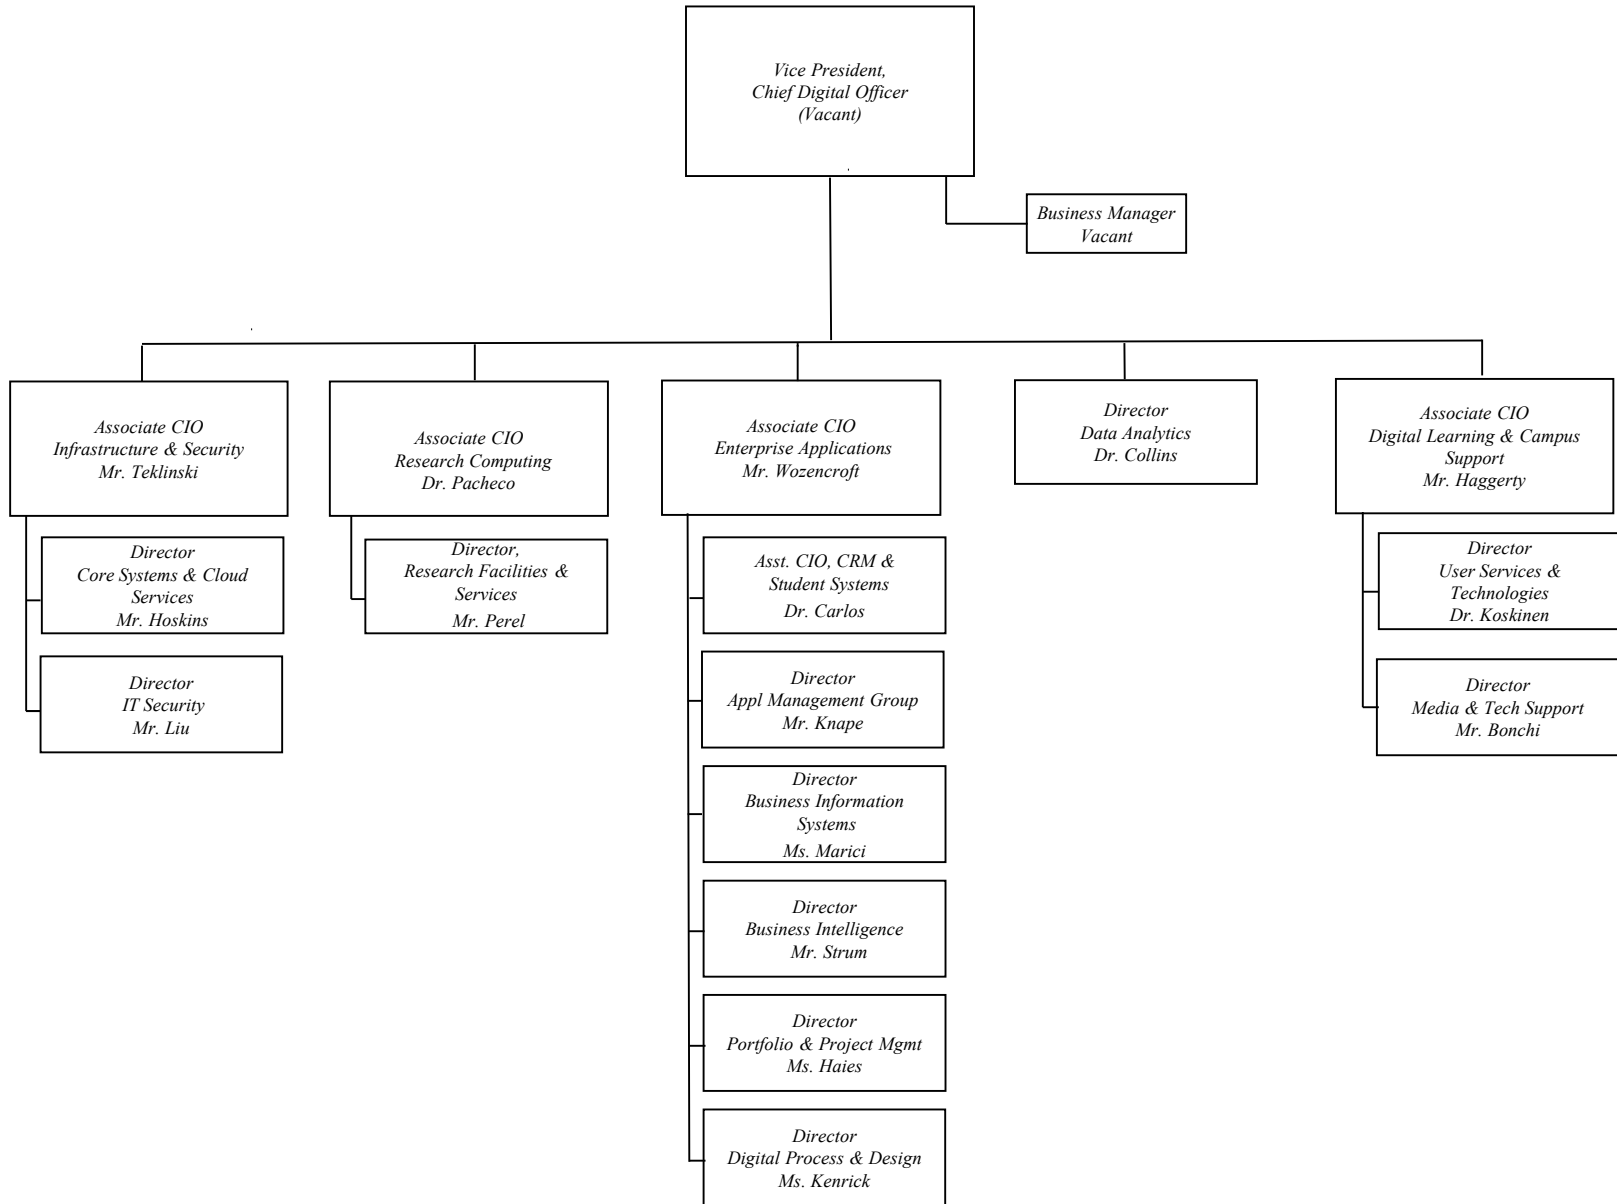 Vice President,
Chief Digital Officer
(Vacant)
Business Manager
Vacant
Associate CIO
Infrastructure & Security
Mr. Teklinski
Associate CIO
Research Computing
Dr. Pacheco
Associate CIO
Enterprise Applications
Mr. Wozencroft
Director
Data Analytics
Dr. Collins
Associate CIO
Digital Learning & Campus
Support
Mr. Haggerty
Director
Core Systems & Cloud
Services
Mr. Hoskins
Director
IT Security
Mr. Liu
Director,
Research Facilities &
Services
Mr. Perel
Asst. CIO, CRM &
Student Systems
Dr. Carlos
Director
Appl Management Group
Mr. Knape
Director
Business Information
Systems
Ms. Marici
Director
Business Intelligence
Mr. Strum
Director
Portfolio & Project Mgmt
Ms. Haies
Director
Digital Process & Design
Ms. Kenrick
Director
User Services &
Technologies
Dr. Koskinen
Director
Media & Tech Support
Mr. Bonchi